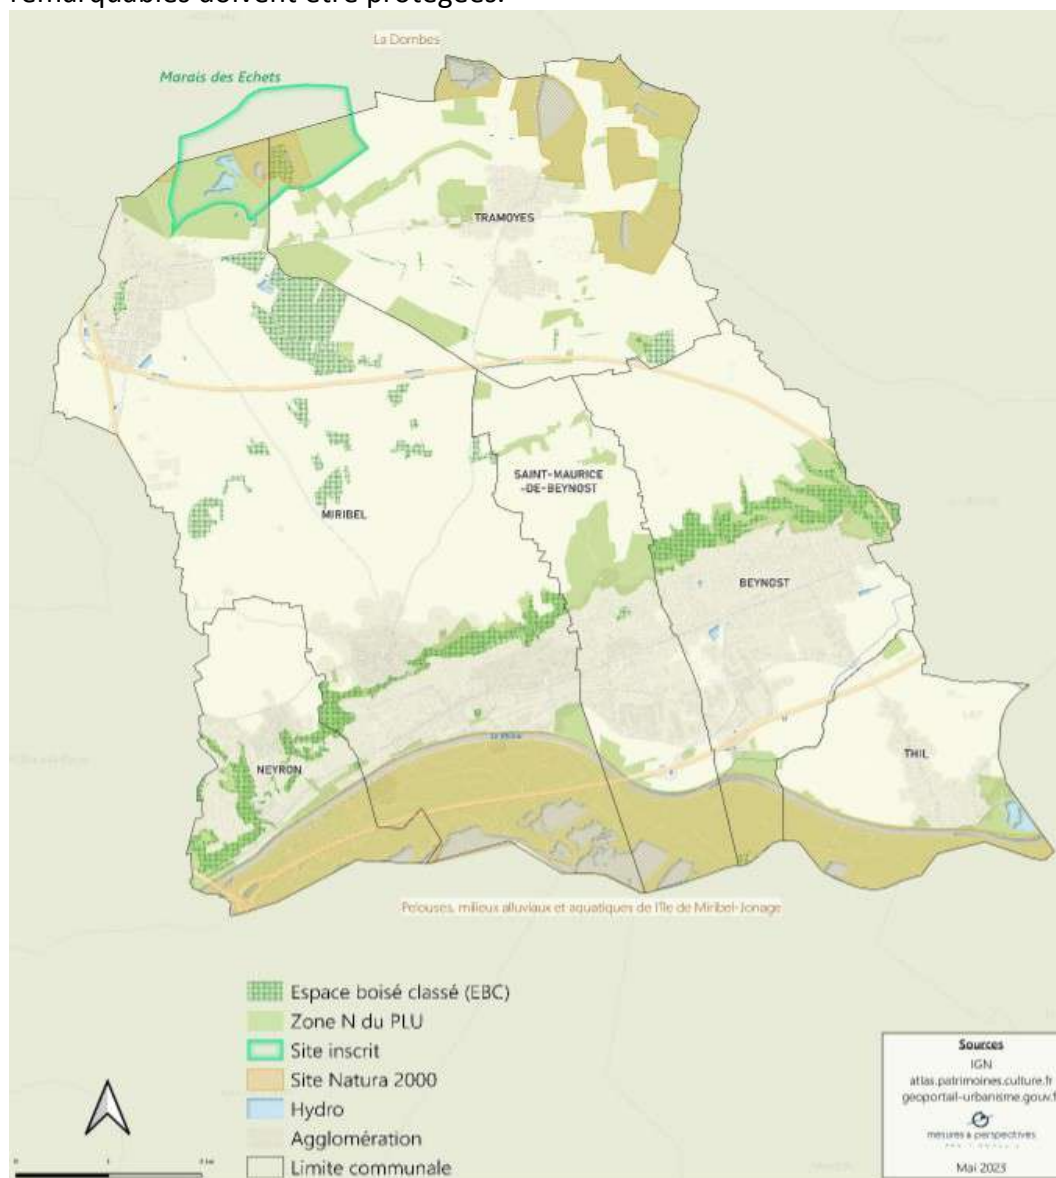 remarquables doivent être protégées.
La Dombes
Marais des Echets
TRAMOYES
SAINT-MAURICE
-DE-BEYNOST
MIRIBEL
BEYNOST
NEYRON
THIL
Pelouses, milieux alluviaux et aquatiques de l'île de Miribel-Jonage
Espace boisé classé (EBC)
Zone N du PLU
Site inscrit
Site Natura 2000
Hydro
Agglomération
Limite communale
Sources
IGN
atlas.patrimoines.culture.fr
geoportail-urbanisme.gouv.f
mesures & perspectives
Mai 2023